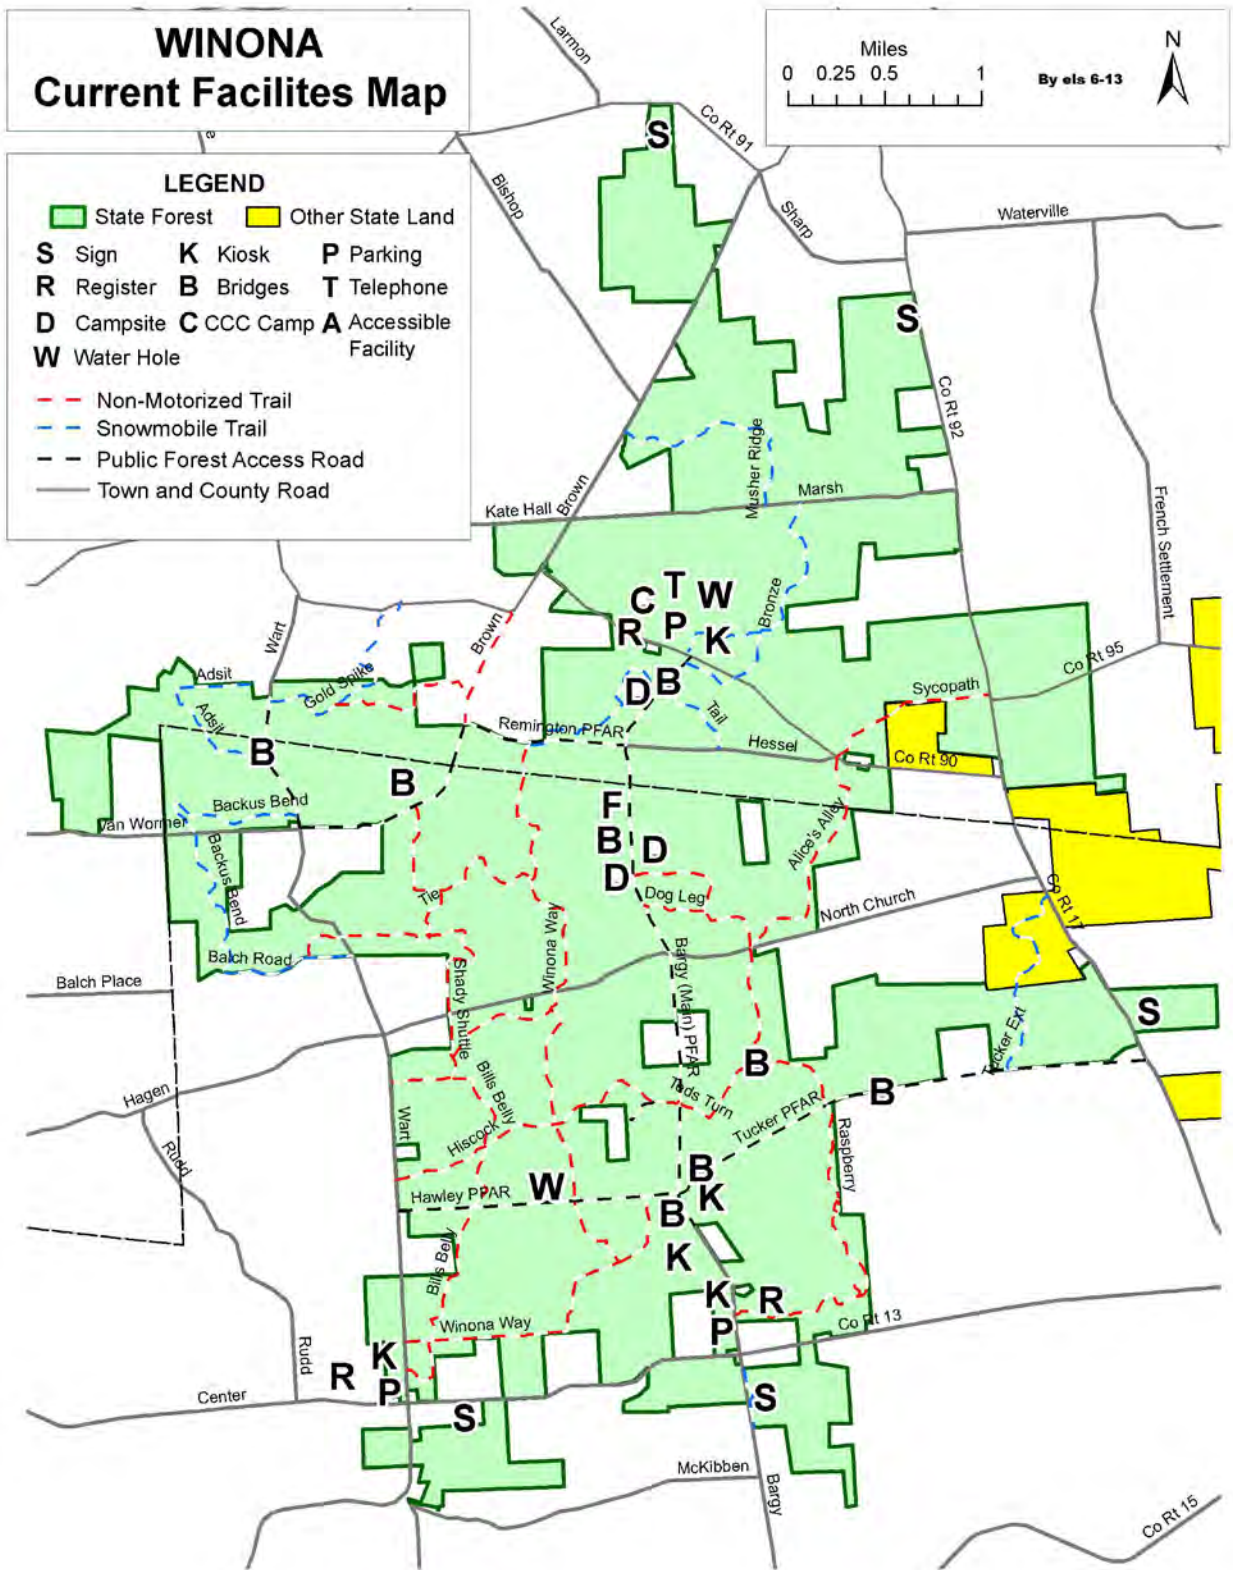 WINONA
Current Facilites Map
Miles
0 0.25 0.5 1
By els 6-13
N
LEGEND
State Forest Other State Land
S Sign K Kiosk P Parking
R Register B Bridges T Telephone
D Campsite C CCC Camp A Accessible Facility
W Water Hole
Non-Motorized Trail
Snowmobile Trail
Public Forest Access Road
Town and County Road
Larmon
e
S
Co Rt 91
Bishop
Sharp
Waterville
S
Co Rt 92
Musher Ridge
Marsh
Kate Hall
Brown
French Settlement
T
W
C
P
R
K
Bronze
Wart
Brown
Co Rt 95
Adsit
Gold Spike
B
D
Sycopath
Adsit
Tail
Remington PFAR
Hessel
B
Co Rt 90
B
F
Backus Bend
Van Wormer
B
D
Alice's Alley
Backus Bend
D
Tie
Dog Leg
Co Rt 17
North Church
Winona Way
Balch Road
Bargy (Main) PFAR
Balch Place
Shady Shuttle
S
Tucker Ext
B
Bills Belly
B
Hagen
Teds Turn
Tucker PFAR
Wart
Hiscock
Raspberry
Rudd
B
Hawley PFAR
W
K
B
K
Bills Belly
K
R
P
Co Rt 13
Winona Way
Rudd
K
R
P
Center
S
S
McKibben
Bargy
Co Rt 15